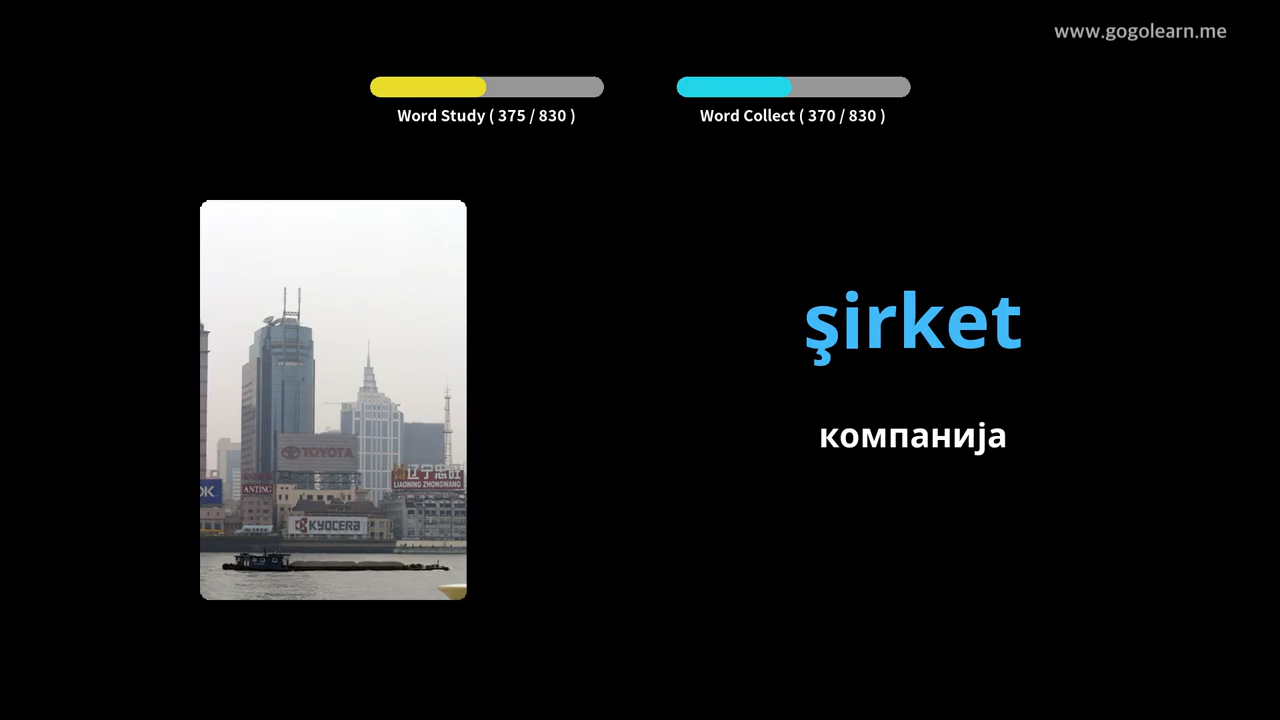 www.gogolearn.me
Word Study ( 375 / 830 )
Word Collect ( 370 / 830 )
şirket
компанија
TOYOTA
辽宁忠旺
LIAONING ZHONGWANG
ANTING
KYOCERA